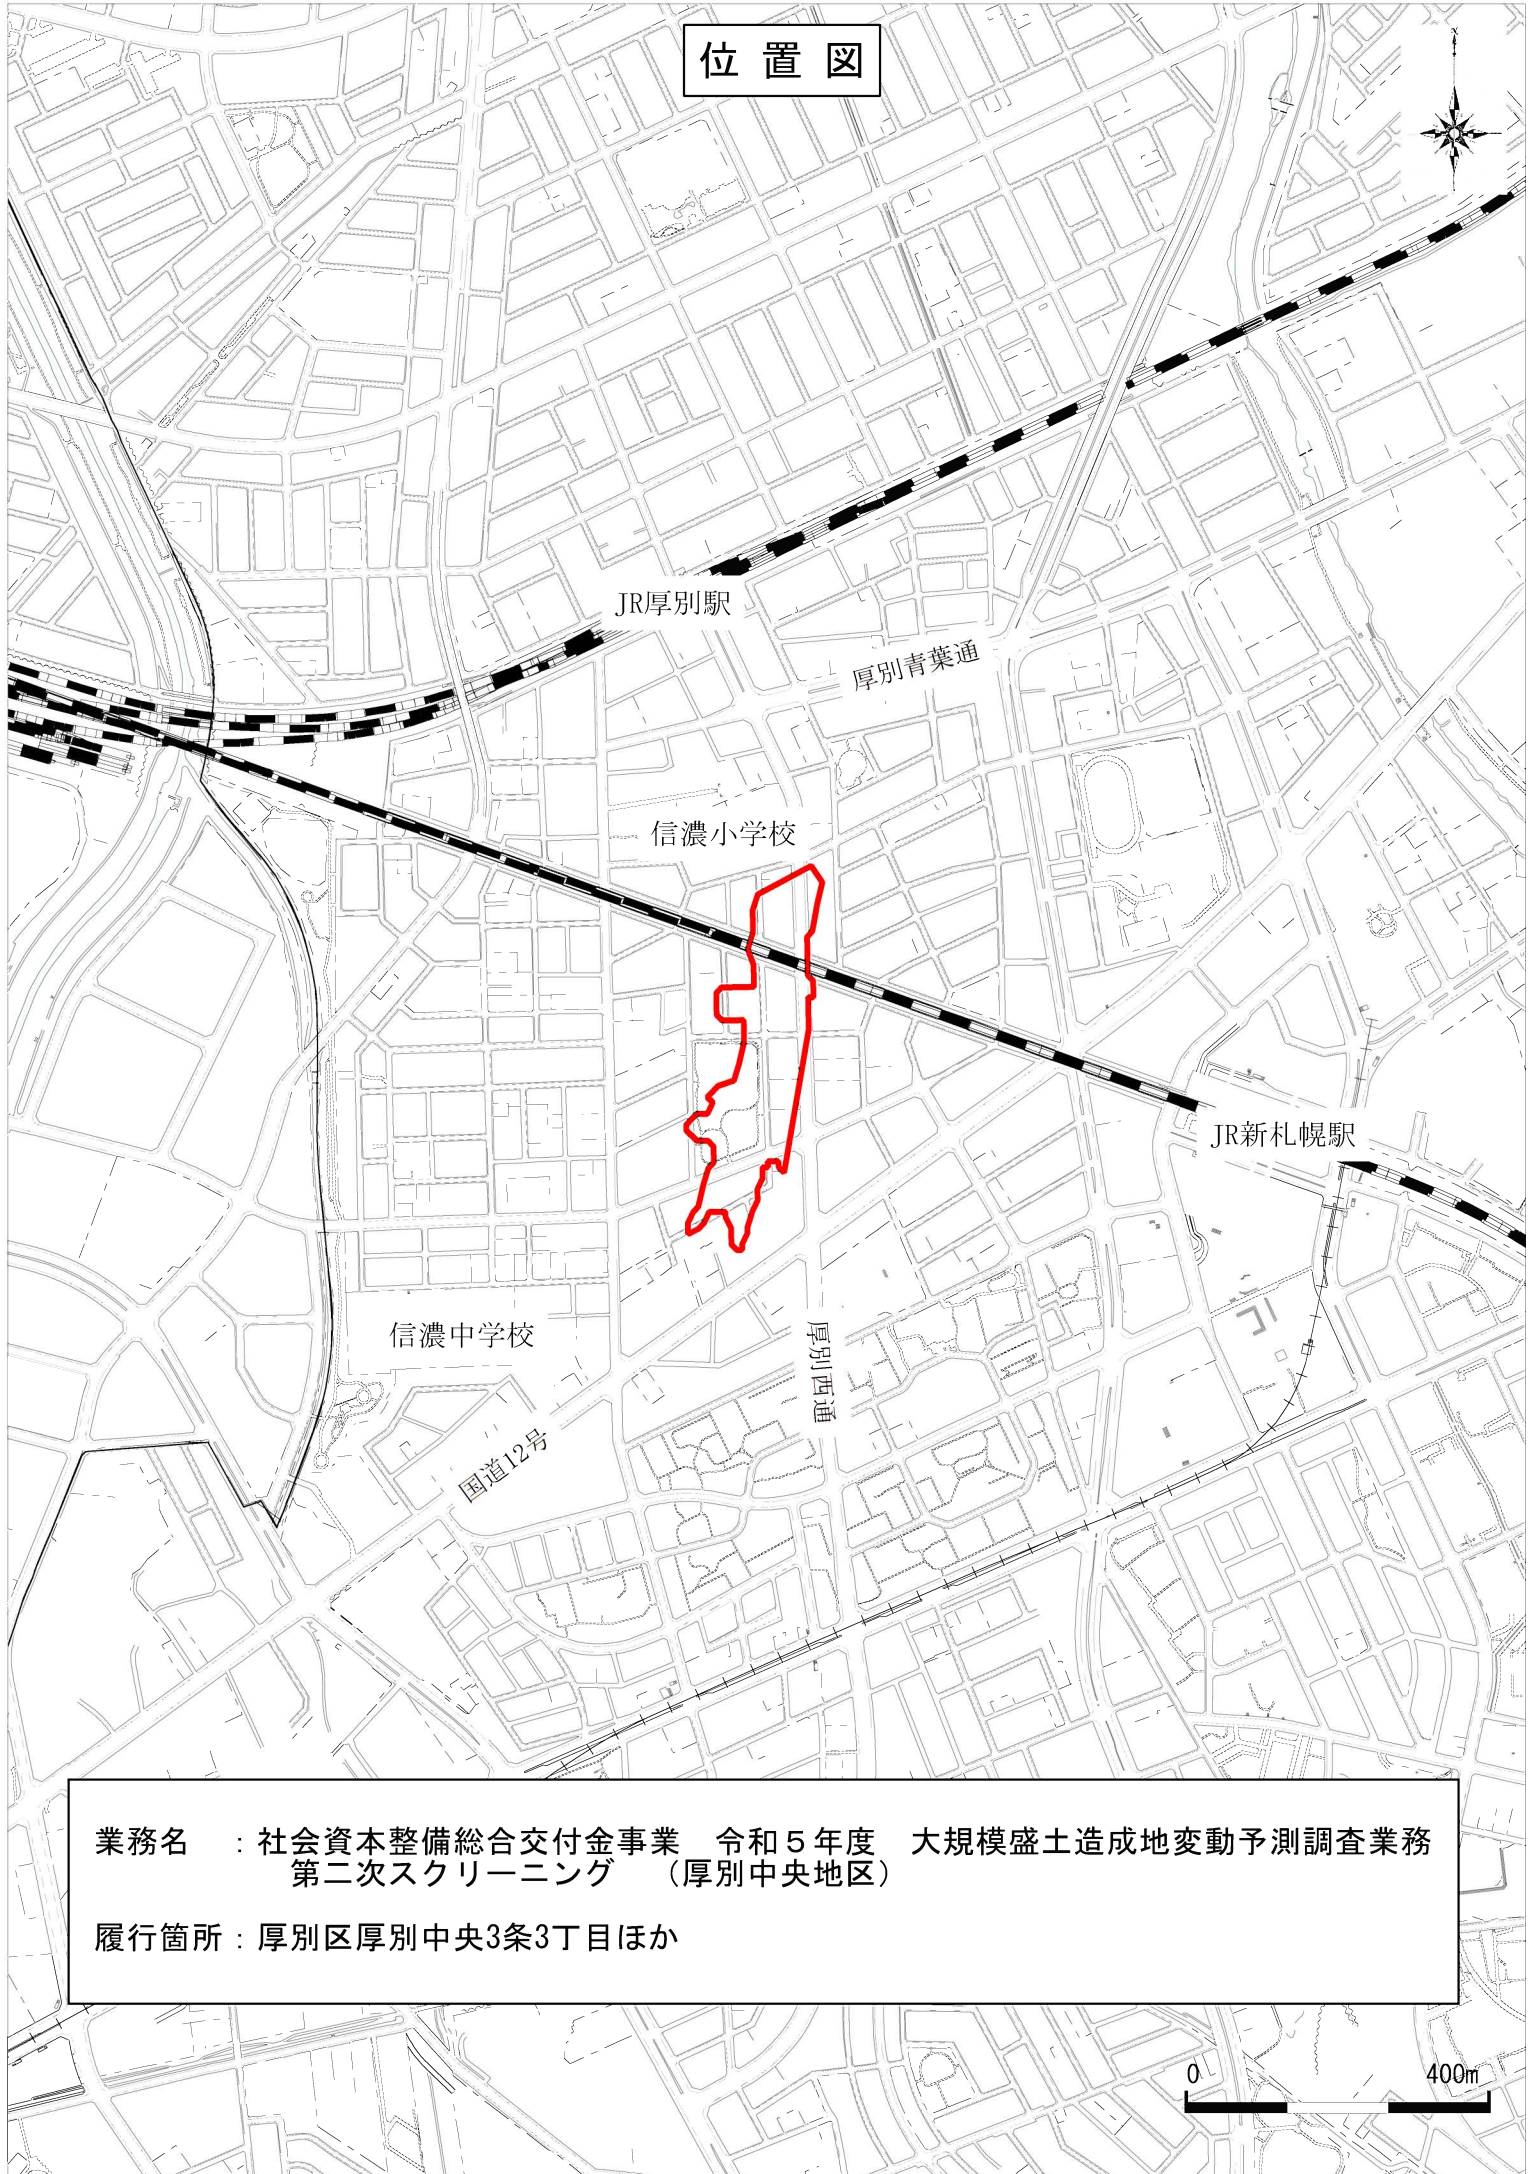 位置図
N
JR厚別駅
厚別青葉通
信濃小学校
JR新札幌駅
信濃中学校
厚別西通
国道12号
業務名　：社会資本整備総合交付金事業　令和５年度　大規模盛土造成地変動予測調査業務
第二次スクリーニング　（厚別中央地区）
履行箇所：厚別区厚別中央3条3丁目ほか
0 400m